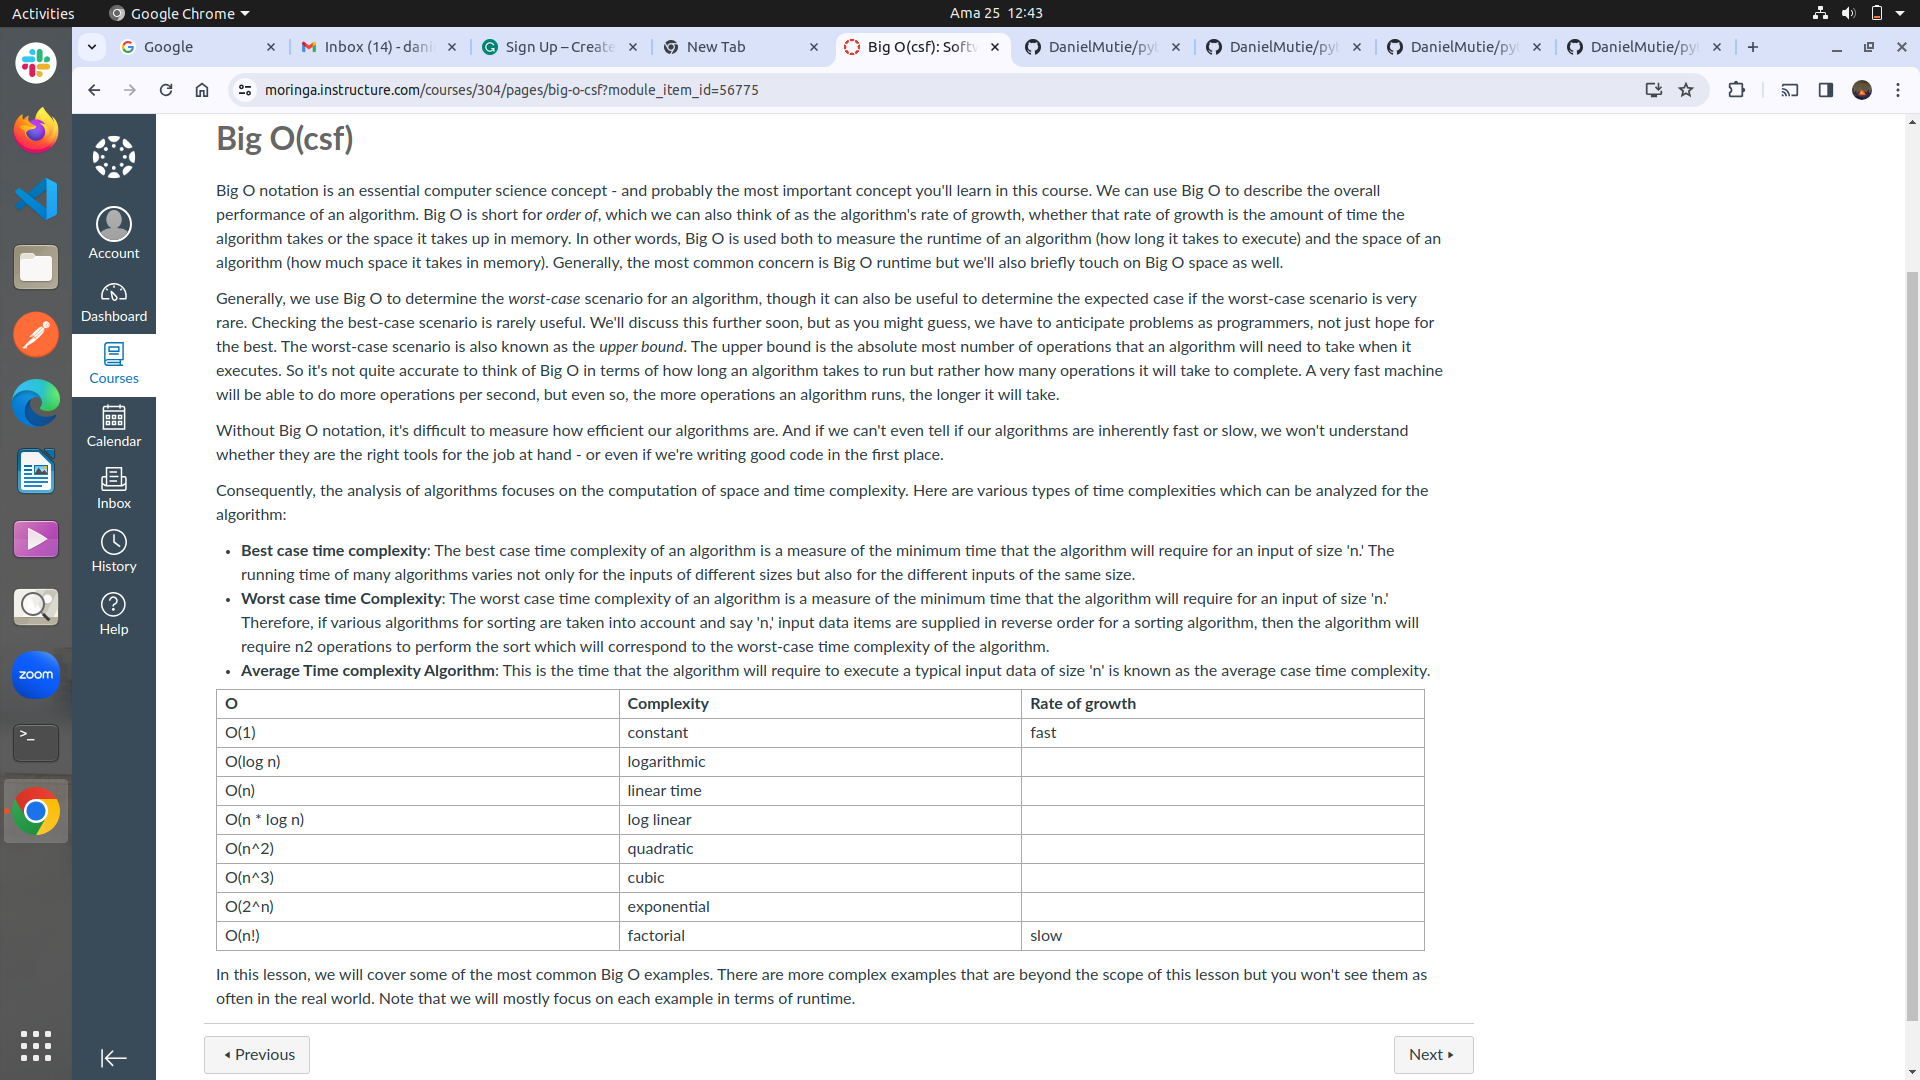 Activities
Google Chrome
Ama 25 12:43
Google
Inbox (14) - dani
Sign Up – Create
New Tab
Big O(csf): Softw
DanielMutie/pyt
DanielMutie/pyt
DanielMutie/pyt
DanielMutie/pyt
moringa.instructure.com/courses/304/pages/big-o-csf?module_item_id=56775
Account
Dashboard
Courses
Calendar
Inbox
History
Help
zoom
Big O(csf)
Big O notation is an essential computer science concept - and probably the most important concept you'll learn in this course. We can use Big O to describe the overall
performance of an algorithm. Big O is short for order of, which we can also think of as the algorithm's rate of growth, whether that rate of growth is the amount of time the
algorithm takes or the space it takes up in memory. In other words, Big O is used both to measure the runtime of an algorithm (how long it takes to execute) and the space of an
algorithm (how much space it takes in memory). Generally, the most common concern is Big O runtime but we'll also briefly touch on Big O space as well.
Generally, we use Big O to determine the worst-case scenario for an algorithm, though it can also be useful to determine the expected case if the worst-case scenario is very
rare. Checking the best-case scenario is rarely useful. We'll discuss this further soon, but as you might guess, we have to anticipate problems as programmers, not just hope for
the best. The worst-case scenario is also known as the upper bound. The upper bound is the absolute most number of operations that an algorithm will need to take when it
executes. So it's not quite accurate to think of Big O in terms of how long an algorithm takes to run but rather how many operations it will take to complete. A very fast machine
will be able to do more operations per second, but even so, the more operations an algorithm runs, the longer it will take.
Without Big O notation, it's difficult to measure how efficient our algorithms are. And if we can't even tell if our algorithms are inherently fast or slow, we won't understand
whether they are the right tools for the job at hand - or even if we're writing good code in the first place.
Consequently, the analysis of algorithms focuses on the computation of space and time complexity. Here are various types of time complexities which can be analyzed for the
algorithm:
• Best case time complexity: The best case time complexity of an algorithm is a measure of the minimum time that the algorithm will require for an input of size 'n.' The
running time of many algorithms varies not only for the inputs of different sizes but also for the different inputs of the same size.
• Worst case time Complexity: The worst case time complexity of an algorithm is a measure of the minimum time that the algorithm will require for an input of size 'n.'
Therefore, if various algorithms for sorting are taken into account and say 'n,' input data items are supplied in reverse order for a sorting algorithm, then the algorithm will
require n2 operations to perform the sort which will correspond to the worst-case time complexity of the algorithm.
• Average Time complexity Algorithm: This is the time that the algorithm will require to execute a typical input data of size 'n' is known as the average case time complexity.
O Complexity Rate of growth
O(1) constant fast
O(log n) logarithmic
O(n) linear time
O(n * log n) log linear
O(n^2) quadratic
O(n^3) cubic
O(2^n) exponential
O(n!) factorial slow
In this lesson, we will cover some of the most common Big O examples. There are more complex examples that are beyond the scope of this lesson but you won't see them as
often in the real world. Note that we will mostly focus on each example in terms of runtime.
Previous
Next